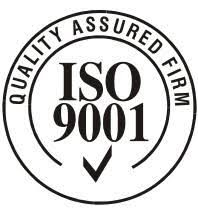 QUALITY ASSURED FIRM
ISO
9001